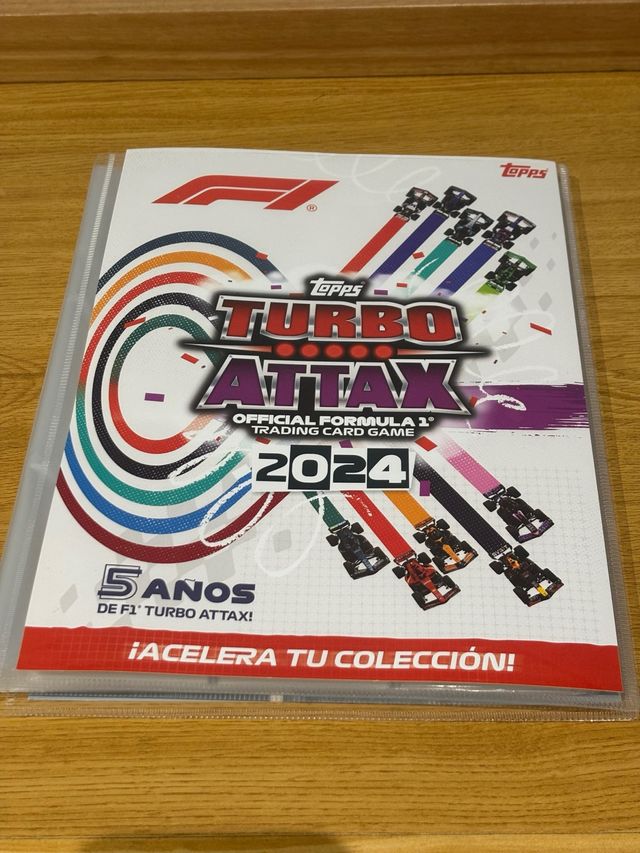 Topps
F1®
Topps
TURBO
ATTAX
OFFICIAL FORMULA 1®
TRADING CARD GAME
2024
5 AÑOS
DE F1® TURBO ATTAX!
¡ACELERA TU COLECCIÓN!